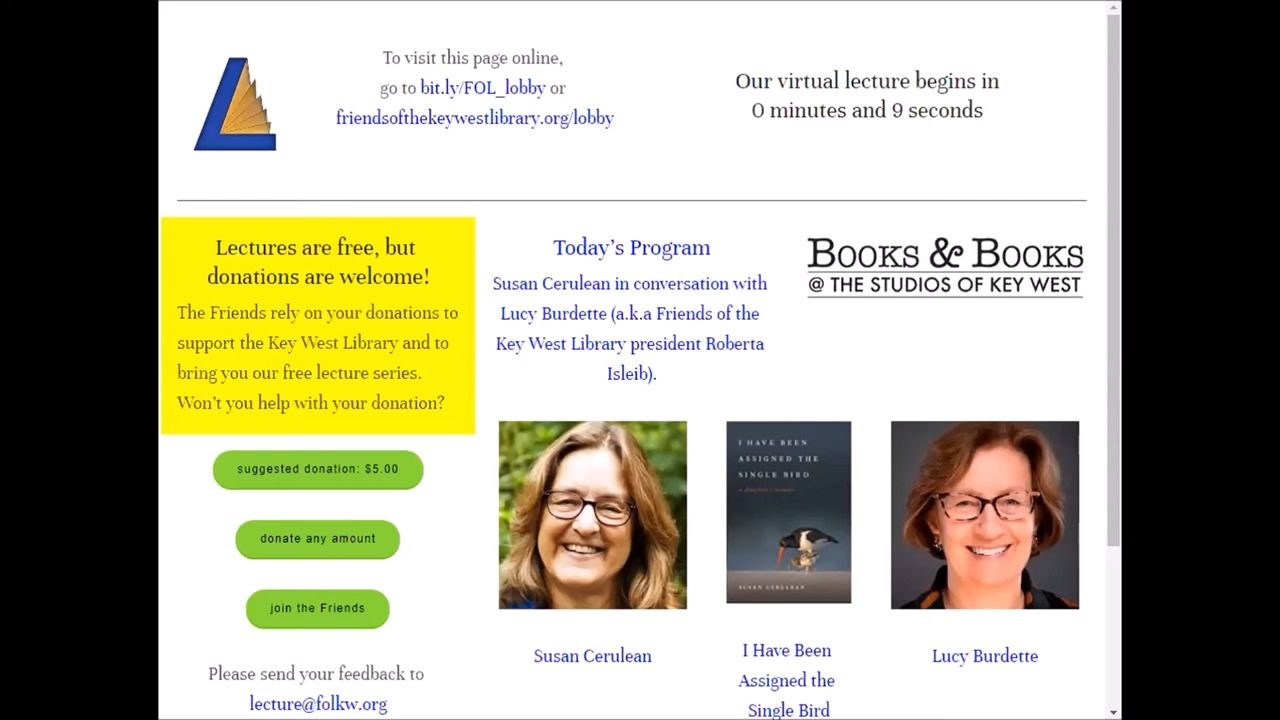 To visit this page online,
go to bit.ly/FOL_lobby or
friendsofthekeywestlibrary.org/lobby
Our virtual lecture begins in
0 minutes and 9 seconds
Lectures are free, but
donations are welcome!
The Friends rely on your donations to
support the Key West Library and to
bring you our free lecture series.
Won't you help with your donation?
suggested donation: $5.00
donate any amount
join the Friends
Please send your feedback to
lecture@folkw.org
Today's Program
Susan Cerulean in conversation with
Lucy Burdette (a.k.a Friends of the
Key West Library president Roberta
Isleib).
BOOKS & BOOKS
@ THE STUDIOS OF KEY WEST
I HAVE BEEN
ASSIGNED THE
SINGLE BIRD
a daughter's memoir
SUSAN CERULEAN
Susan Cerulean
I Have Been
Assigned the
Single Bird
Lucy Burdette